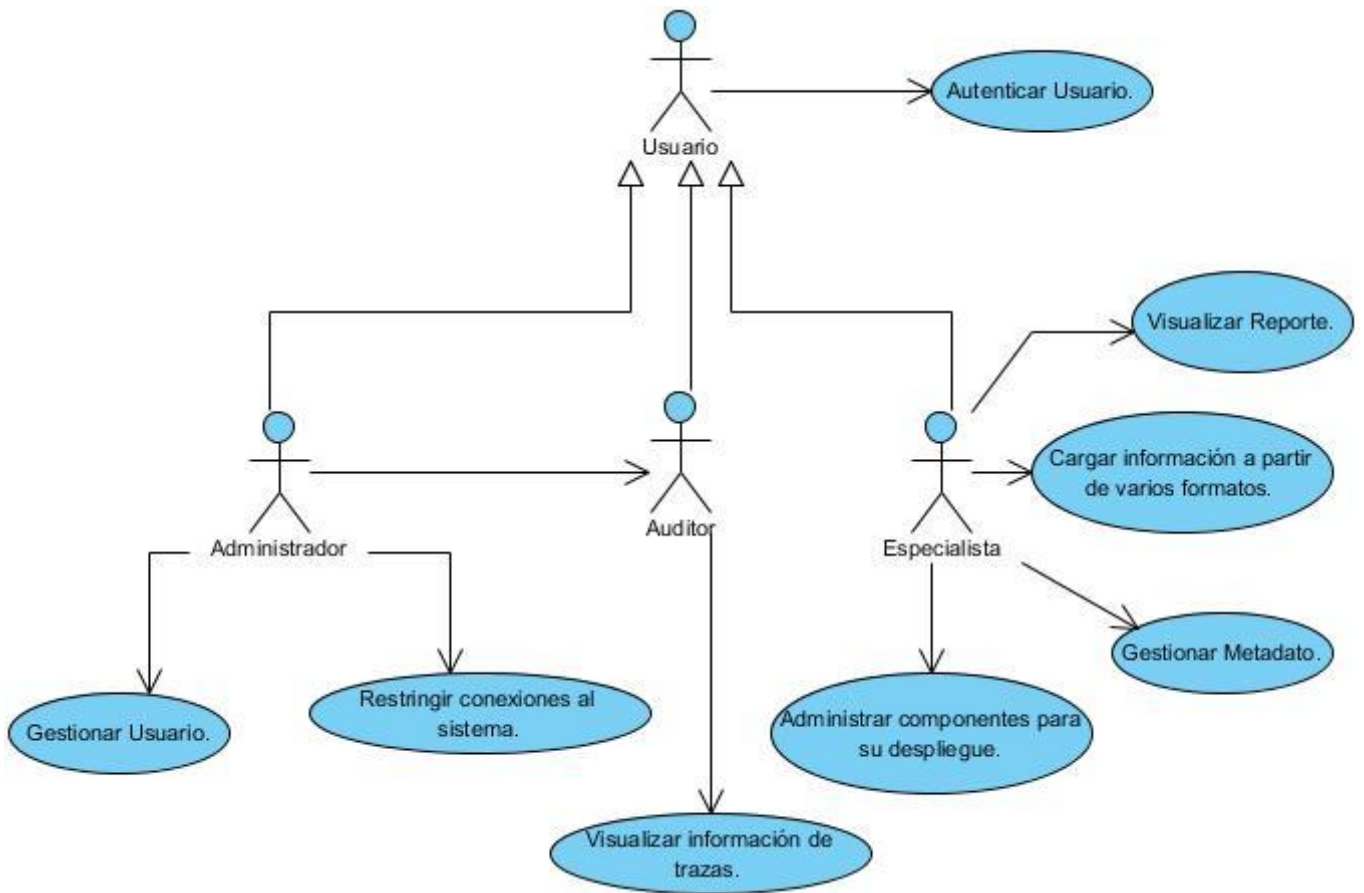 Autenticar Usuario.
Usuario
Visualizar Reporte.
Cargar información a partir
de varios formatos.
Auditor
Administrador
Especialista
Gestionar Metadato.
Restringir conexiones al
sistema.
Gestionar Usuario.
Administrar componentes para
su despliegue.
Visualizar información de
trazas.